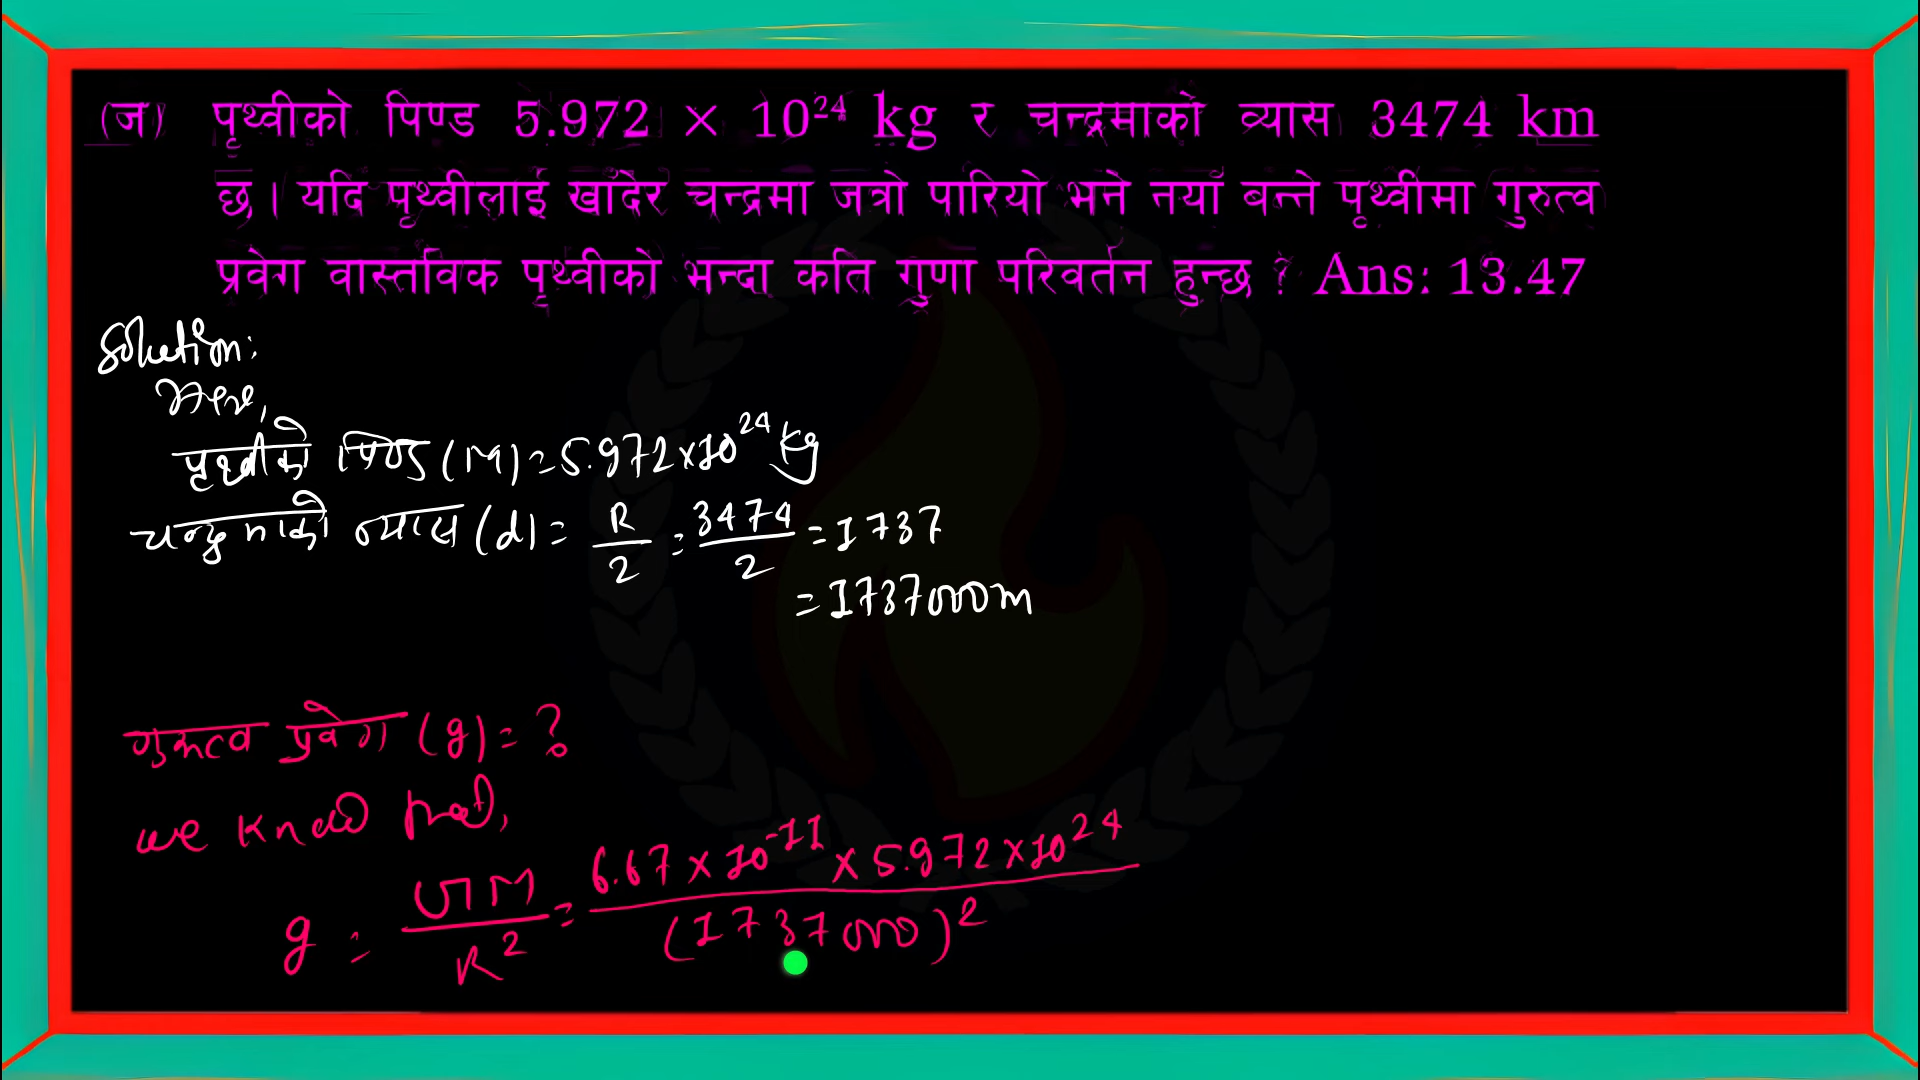 (ज) पृथ्वीको पिण्ड 5.972 × 10²⁴ kg र चन्द्रमाको व्यास 3474 km
छ। यदि पृथ्वीलाई खाँदेर चन्द्रमा जत्रो पारियो भने नयाँ बन्ने पृथ्वीमा गुरुत्व
प्रवेग वास्तविक पृथ्वीको भन्दा कति गुणा परिवर्तन हुन्छ ? Ans: 13.47
Solution:
Here,
पृथ्वीको पिण्ड (M) = 5.972×10²⁴ kg
चन्द्रमाको व्यास (d) = R/2 = 3474/2 = 1737
= 1737000m
गुरुत्व प्रवेग (g) = ?
we know that,
g = GM/R² = 6.67 × 10⁻¹¹ × 5.972 × 10²⁴/(1737000)²